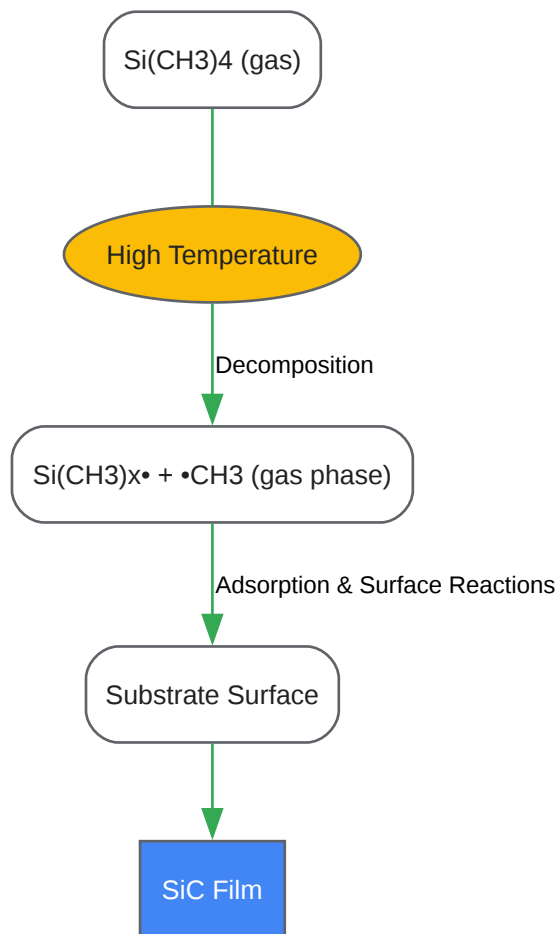 Si(CH3)4 (gas)
High Temperature
Decomposition
Si(CH3)x• + •CH3 (gas phase)
Adsorption & Surface Reactions
Substrate Surface
SiC Film